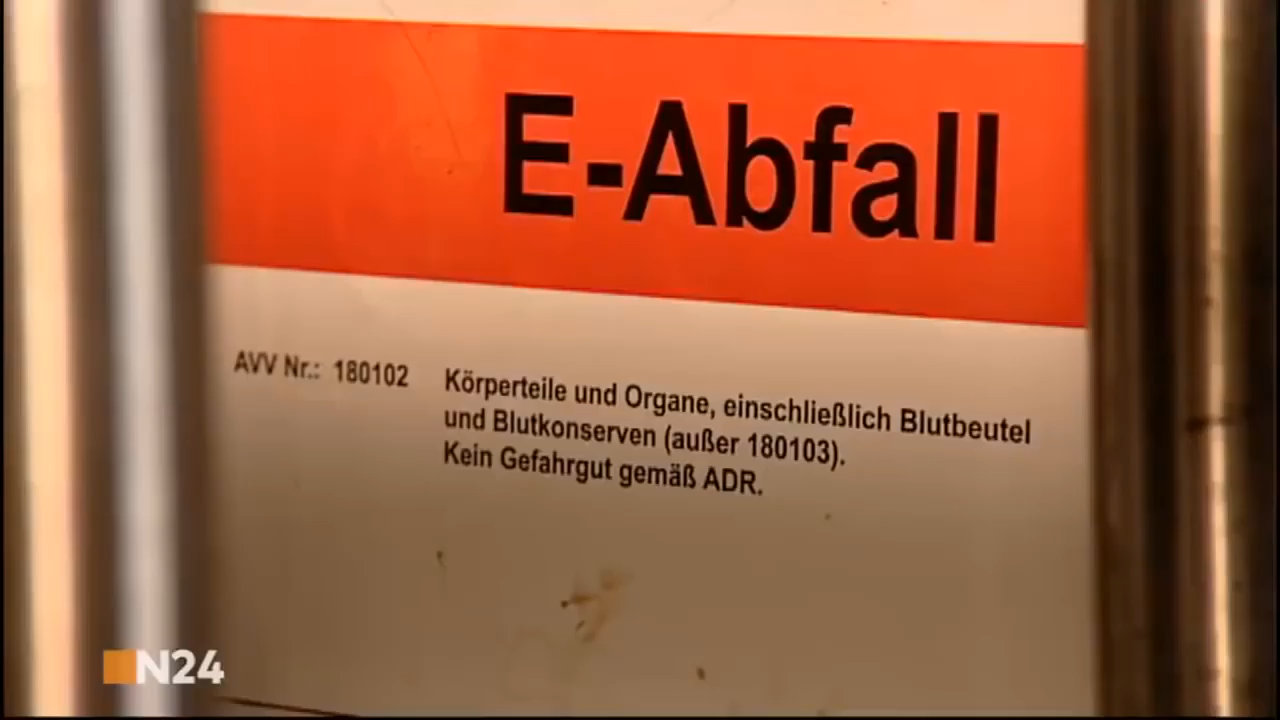 E-Abfall
AVV Nr.: 180102 Körperteile und Organe, einschließlich Blutbeutel
und Blutkonserven (außer 180103).
Kein Gefahrgut gemäß ADR.
N24